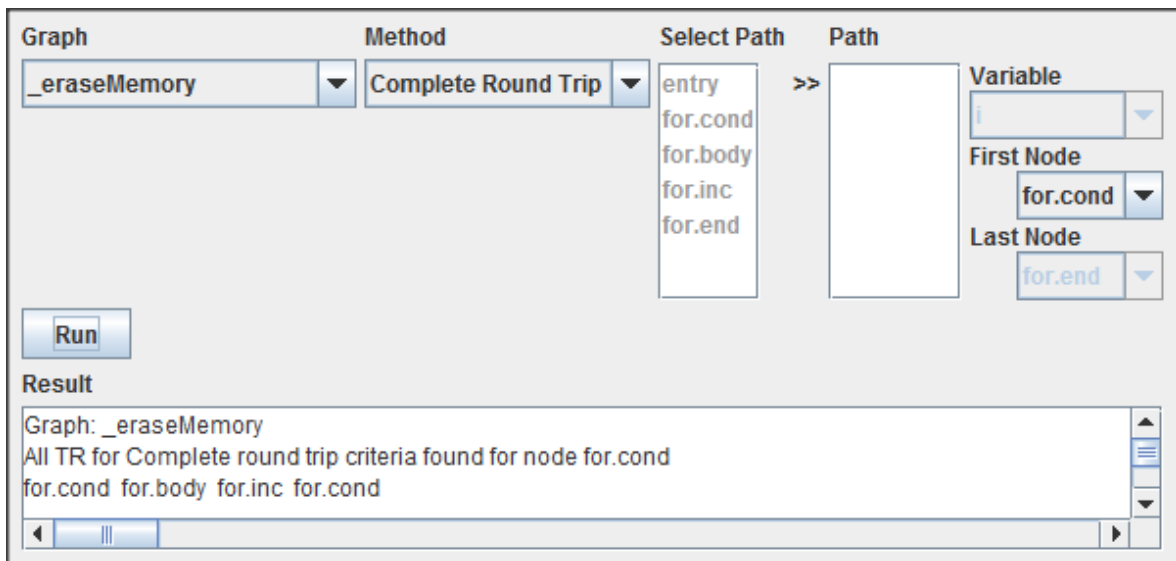 Graph Method Select Path Path
_eraseMemory Complete Round Trip entry >> Variable
for.cond i
for.body First Node
for.inc for.cond
for.end Last Node
for.end
Run
Result
Graph: _eraseMemory
All TR for Complete round trip criteria found for node for.cond
for.cond for.body for.inc for.cond